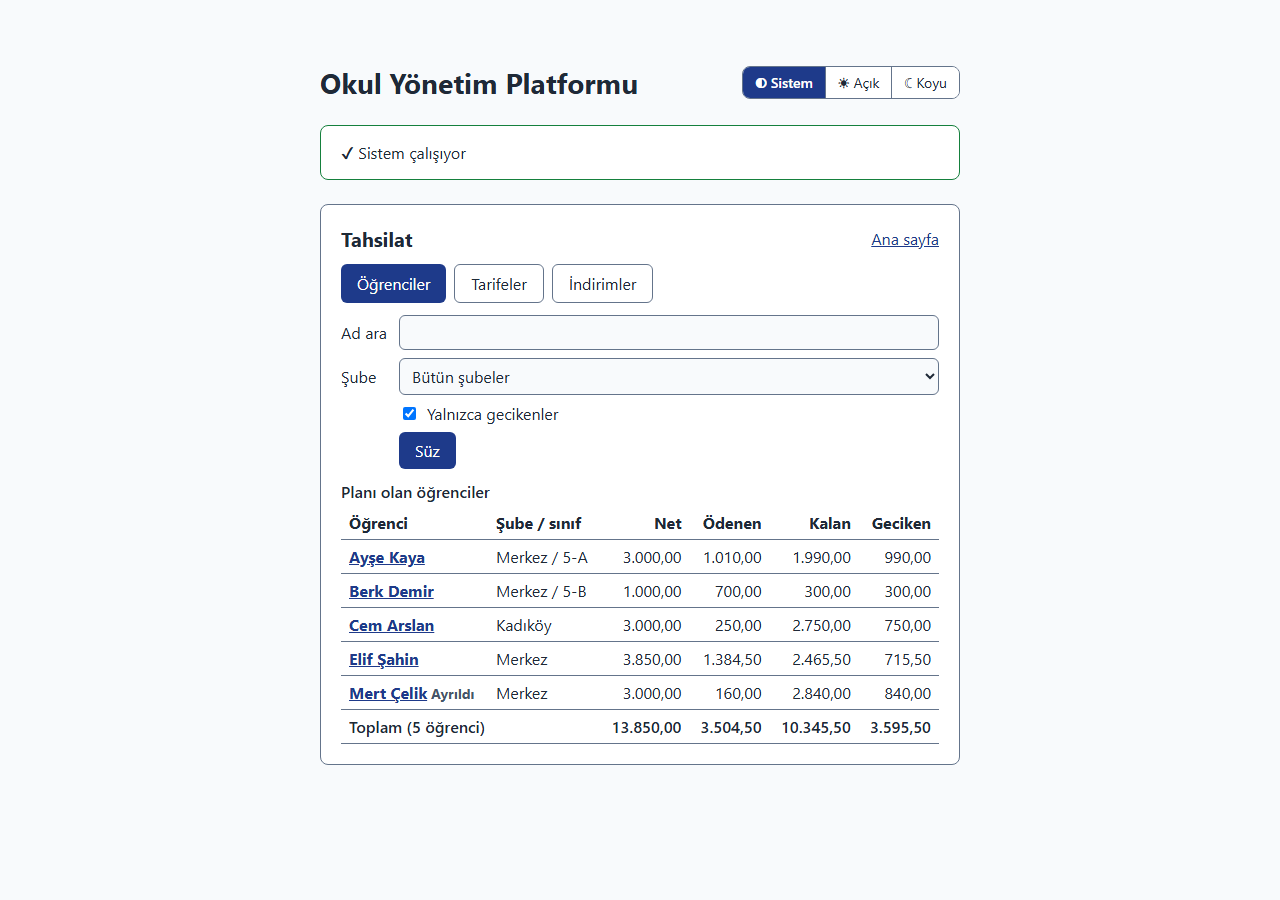 Okul Yönetim Platformu
◐ Sistem ☀ Açık ☾ Koyu
✓ Sistem çalışıyor
Tahsilat Ana sayfa
Öğrenciler Tarifeler İndirimler
Ad ara
Şube Bütün şubeler
Yalnızca gecikenler
Süz
Planı olan öğrenciler
Öğrenci Şube / sınıf Net Ödenen Kalan Geciken
Ayşe Kaya Merkez / 5-A 3.000,00 1.010,00 1.990,00 990,00
Berk Demir Merkez / 5-B 1.000,00 700,00 300,00 300,00
Cem Arslan Kadıköy 3.000,00 250,00 2.750,00 750,00
Elif Şahin Merkez 3.850,00 1.384,50 2.465,50 715,50
Mert Çelik Ayrıldı Merkez 3.000,00 160,00 2.840,00 840,00
Toplam (5 öğrenci) 13.850,00 3.504,50 10.345,50 3.595,50